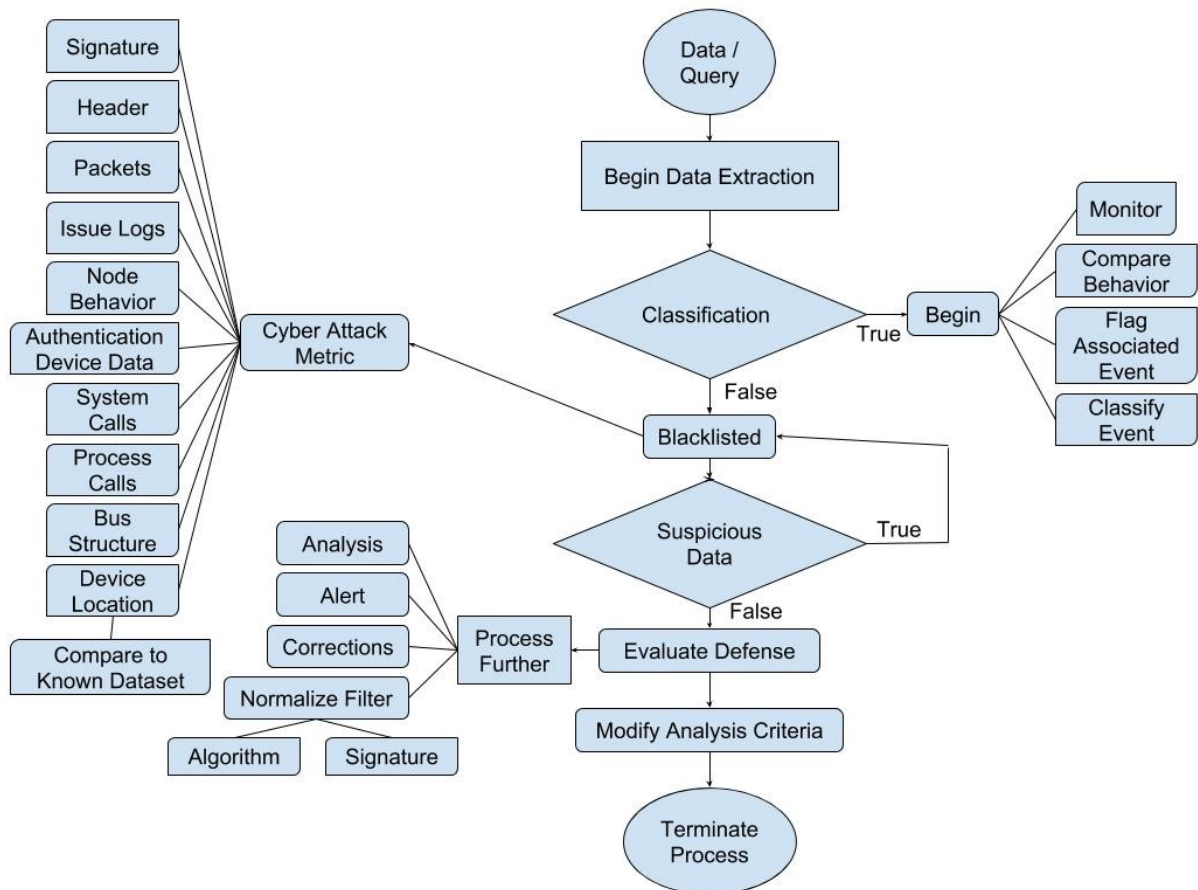 Data /
Query
Begin Data Extraction
Classification
True
False
Begin
Monitor
Compare
Behavior
Flag
Associated
Event
Classify
Event
Blacklisted
Suspicious
Data
True
False
Evaluate Defense
Modify Analysis Criteria
Terminate
Process
Cyber Attack
Metric
Signature
Header
Packets
Issue Logs
Node
Behavior
Authentication
Device Data
System
Calls
Process
Calls
Bus
Structure
Device
Location
Compare to
Known Dataset
Process
Further
Analysis
Alert
Corrections
Normalize Filter
Algorithm
Signature